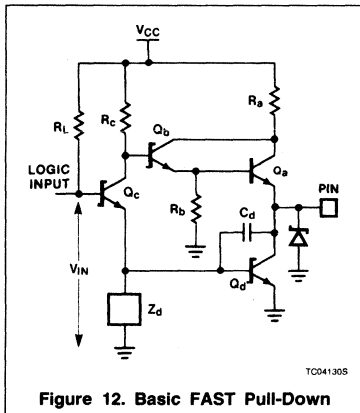 VCC
RL
Rc
Ra
Qb
LOGIC
INPUT
Qc
Qa
PIN
Rb
Cd
VIN
Zd
Qd
TC04130S
Figure 12. Basic FAST Pull-Down